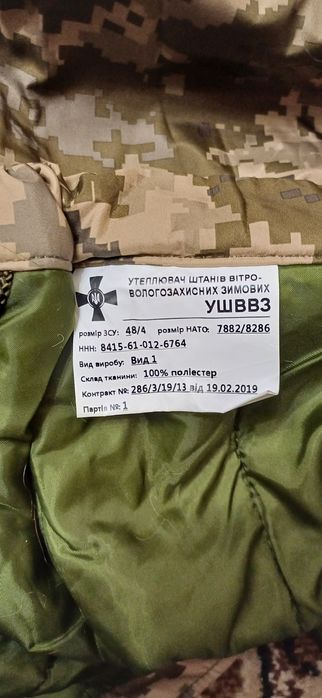 УТЕПЛЮВАЧ ШТАНІВ ВІТРО-
ВОЛОГОЗАХИСНИХ ЗИМОВИХ
УШВВЗ
розмір ЗСУ: 48/4 розмір НАТО: 7882/8286
ННН: 8415-61-012-6764
Вид виробу: Вид 1
Склад тканини: 100% поліестер
Контракт №: 286/3/19/13 від 19.02.2019
Партія №: 1